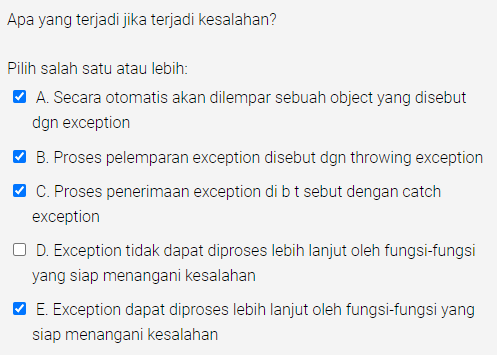 Apa yang terjadi jika terjadi kesalahan?
Pilih salah satu atau lebih:
A. Secara otomatis akan dilempar sebuah object yang disebut
dgn exception
B. Proses pelemparan exception disebut dgn throwing exception
C. Proses penerimaan exception di b t sebut dengan catch
exception
D. Exception tidak dapat diproses lebih lanjut oleh fungsi-fungsi
yang siap menangani kesalahan
E. Exception dapat diproses lebih lanjut oleh fungsi-fungsi yang
siap menangani kesalahan